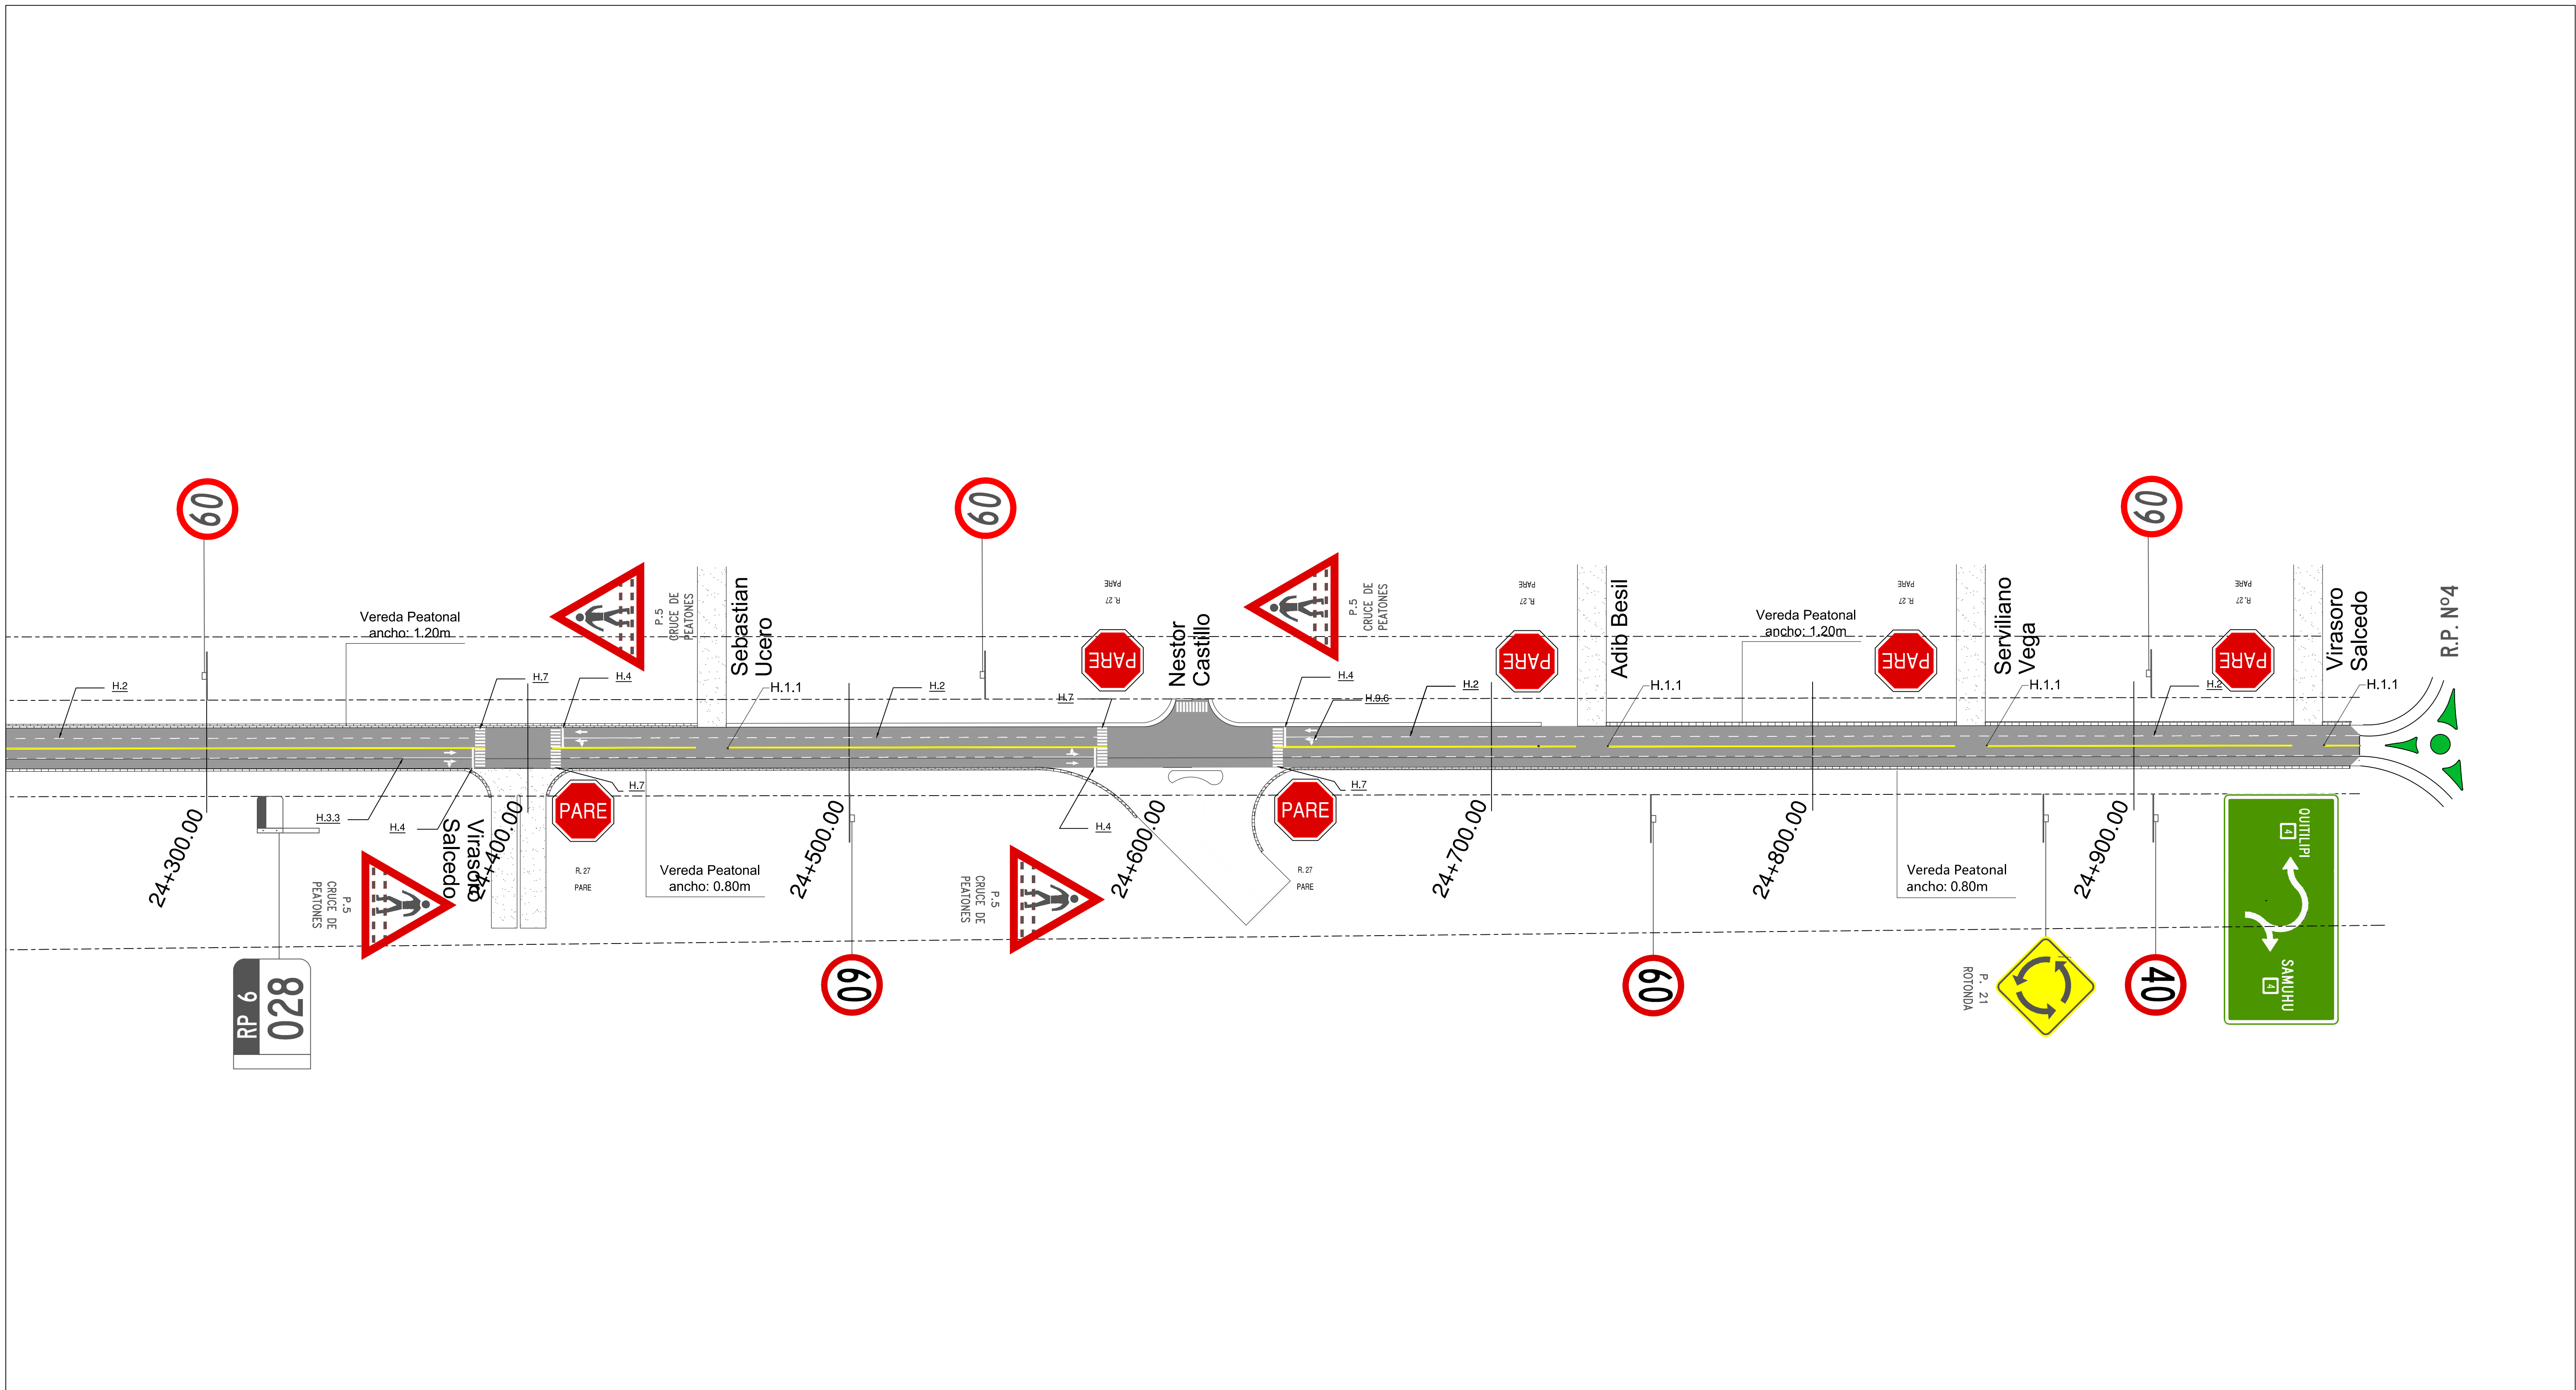 60
60
60
P.5
CRUCE DE
PEATONES
Sebastian
Ucero
Vereda Peatonal
ancho: 1.20m
PARE
R. 27
PARE
Nestor
Castillo
P.5
CRUCE DE
PEATONES
PARE
R. 27
PARE
Adib Besil
Vereda Peatonal
ancho: 1.20m
PARE
R. 27
PARE
Serviliano
Vega
PARE
R. 27
PARE
Virasoro
Salcedo
R.P. Nº4
H.2
H.7
H.4
H.1.1
H.2
H.7
H.4
H.9.6
H.2
H.1.1
H.1.1
H.2
H.1.1
H.3.3
H.4
H.7
H.4
H.7
24+300.00
Virasoro
Salcedo
24+400.00
24+500.00
24+600.00
24+700.00
24+800.00
24+900.00
PARE
R. 27
PARE
Vereda Peatonal
ancho: 0.80m
PARE
R. 27
PARE
Vereda Peatonal
ancho: 0.80m
P.5
CRUCE DE
PEATONES
P.5
CRUCE DE
PEATONES
RP 6
028
60
60
P. 21
ROTONDA
40
QUITILIPI
4
SAMUHU
4